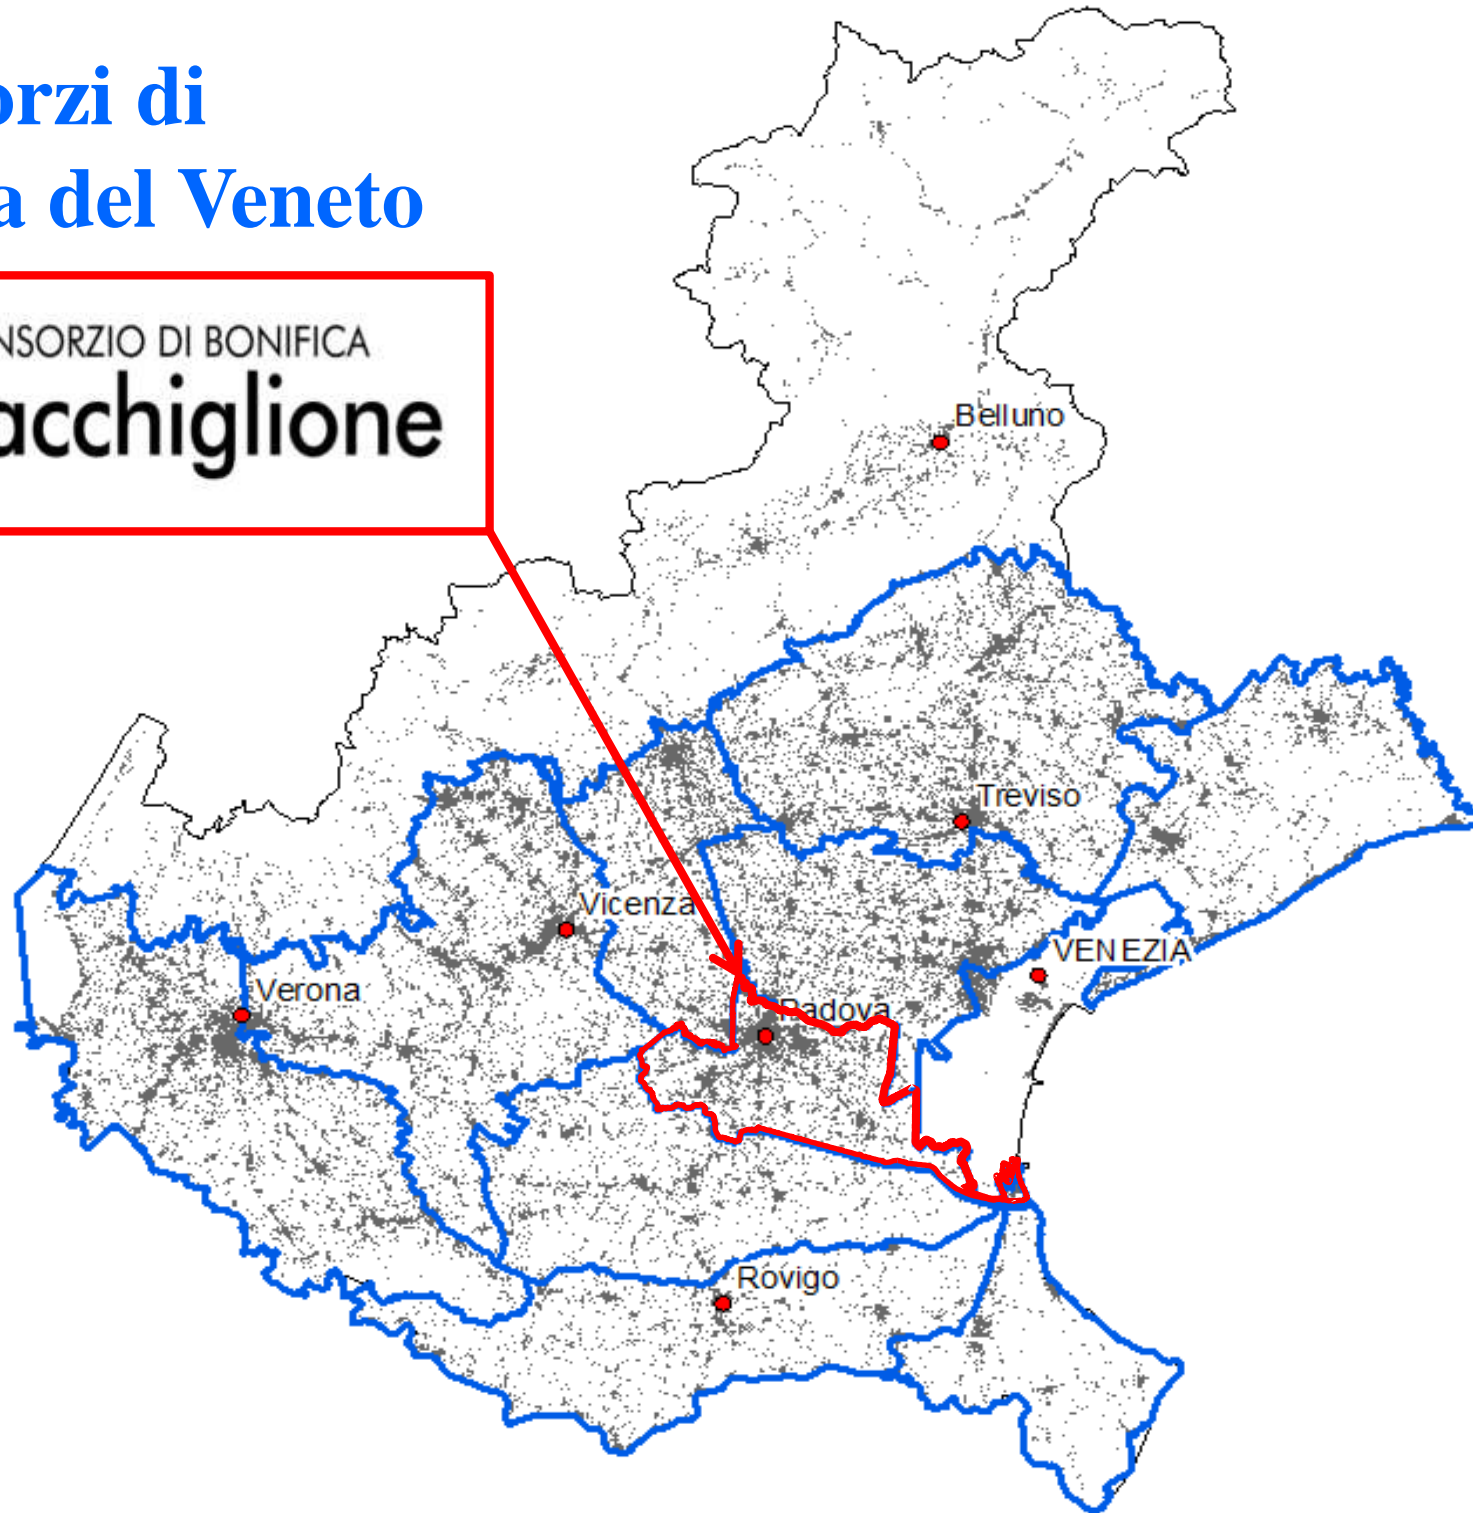 orzi di
a del Veneto
NSORZIO DI BONIFICA
acchiglione
Belluno
Treviso
Vicenza
VENEZIA
Verona
Padova
Rovigo